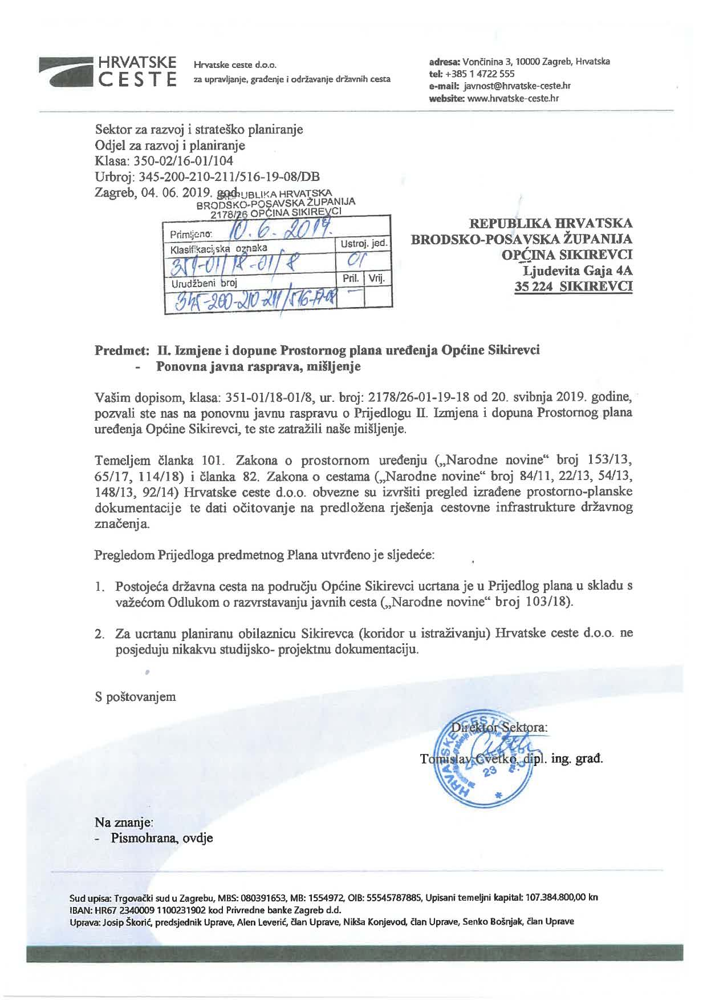 HRVATSKE
CESTE
Hrvatske ceste d.o.o.
za upravljanje, građenje i održavanje državnih cesta
adresa: Vončinina 3, 10000 Zagreb, Hrvatska
tel: +385 1 4722 555
e-mail: javnost@hrvatske-ceste.hr
website: www.hrvatske-ceste.hr
Sektor za razvoj i strateško planiranje
Odjel za razvoj i planiranje
Klasa: 350-02/16-01/104
Urbroj: 345-200-210-211/516-19-08/DB
Zagreb, 04. 06. 2019. god.
REPUBLIKA HRVATSKA
BRODSKO-POSAVSKA ŽUPANIJA
2178/26 OPĆINA SIKIREVCI
Primljeno: 10. 6. 2019.
Klasifikacijska oznaka Ustroj. jed.
351-01/18-01/8 01
Urudžbeni broj Pril. Vrij.
345-200-210-211/516-19-08 –
REPUBLIKA HRVATSKA
BRODSKO-POSAVSKA ŽUPANIJA
OPĆINA SIKIREVCI
Ljudevita Gaja 4A
35 224 SIKIREVCI
Predmet: II. Izmjene i dopune Prostornog plana uređenja Općine Sikirevci
- Ponovna javna rasprava, mišljenje
Vašim dopisom, klasa: 351-01/18-01/8, ur. broj: 2178/26-01-19-18 od 20. svibnja 2019. godine,
pozvali ste nas na ponovnu javnu raspravu o Prijedlogu II. Izmjena i dopuna Prostornog plana
uređenja Općine Sikirevci, te ste zatražili naše mišljenje.
Temeljem članka 101. Zakona o prostornom uređenju („Narodne novine“ broj 153/13,
65/17, 114/18) i članka 82. Zakona o cestama („Narodne novine“ broj 84/11, 22/13, 54/13,
148/13, 92/14) Hrvatske ceste d.o.o. obvezne su izvršiti pregled izrađene prostorno-planske
dokumentacije te dati očitovanje na predložena rješenja cestovne infrastrukture državnog
značenja.
Pregledom Prijedloga predmetnog Plana utvrđeno je sljedeće:
1. Postojeća državna cesta na području Općine Sikirevci ucrtana je u Prijedlog plana u skladu s
važećom Odlukom o razvrstavanju javnih cesta („Narodne novine“ broj 103/18).
2. Za ucrtanu planiranu obilaznicu Sikirevca (koridor u istraživanju) Hrvatske ceste d.o.o. ne
posjeduju nikakvu studijsko- projektnu dokumentaciju.
S poštovanjem
Direktor Sektora:
Tomislav Cvetko, dipl. ing. građ.
HRVATSKE CESTE
ZAGREB
23
Na znanje:
- Pismohrana, ovdje
Sud upisa: Trgovački sud u Zagrebu, MBS: 080391653, MB: 1554972, OIB: 55545787885, Upisani temeljni kapital: 107.384.800,00 kn
IBAN: HR67 2340009 1100231902 kod Privredne banke Zagreb d.d.
Uprava: Josip Škorić, predsjednik Uprave, Alen Leverić, član Uprave, Nikša Konjevod, član Uprave, Senko Bošnjak, član Uprave